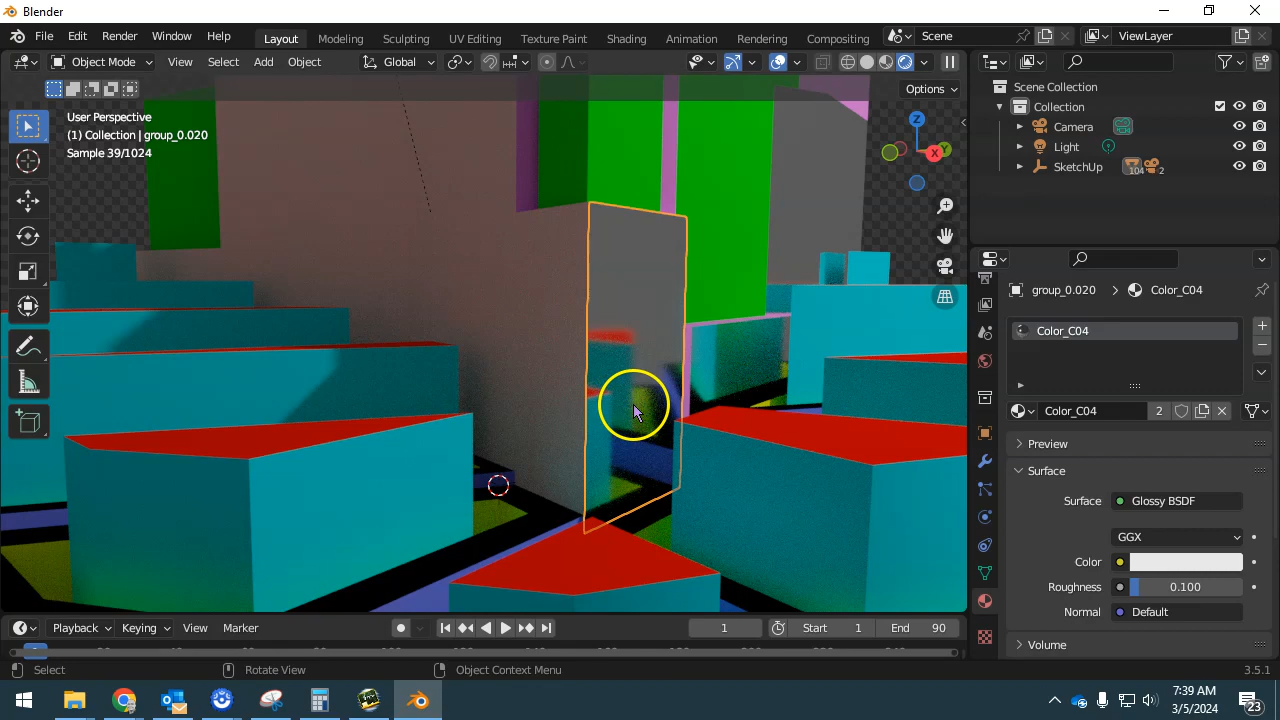 Blender
File Edit Render Window Help Layout Modeling Sculpting UV Editing Texture Paint Shading Animation Rendering Compositing Scene ViewLayer
Object Mode View Select Add Object Global
Options
User Perspective
(1) Collection | group_0.020
Sample 39/1024
Z
Y
X
Scene Collection
Collection
Camera
Light
SketchUp 104 2
group_0.020 Color_C04
Color_C04
Color_C04 2
Preview
Surface
Surface Glossy BSDF
GGX
Color
Roughness 0.100
Normal Default
Volume
Playback Keying View Marker 1 Start 1 End 90
Select Rotate View Object Context Menu 3.5.1
7:39 AM
3/5/2024
23